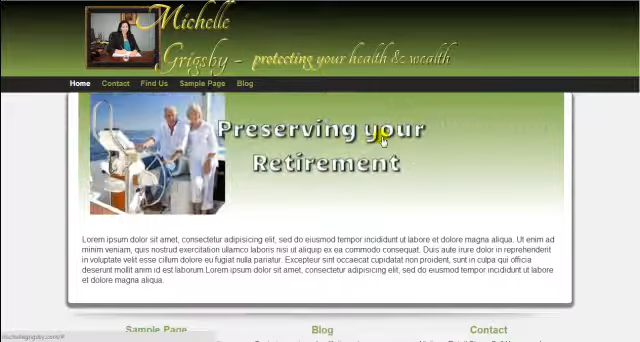 Michelle
Grigsby - protecting your health & wealth
Home Contact Find Us Sample Page Blog
Preserving your
Retirement
Lorem ipsum dolor sit amet, consectetur adipisicing elit, sed do eiusmod tempor incididunt ut labore et dolore magna aliqua. Ut enim ad
minim veniam, quis nostrud exercitation ullamco laboris nisi ut aliquip ex ea commodo consequat. Duis aute irure dolor in reprehenderit
in voluptate velit esse cillum dolore eu fugiat nulla pariatur. Excepteur sint occaecat cupidatat non proident, sunt in culpa qui officia
deserunt mollit anim id est laborum.Lorem ipsum dolor sit amet, consectetur adipisicing elit, sed do eiusmod tempor incididunt ut labore
et dolore magna aliqua.
Sample Page Blog Contact